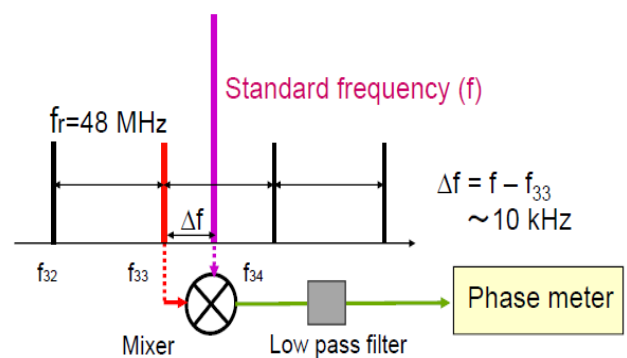 Standard frequency (f)
fr=48 MHz
Δf
Δf = f – f33
～10 kHz
f32
f33
f34
Mixer
Low pass filter
Phase meter